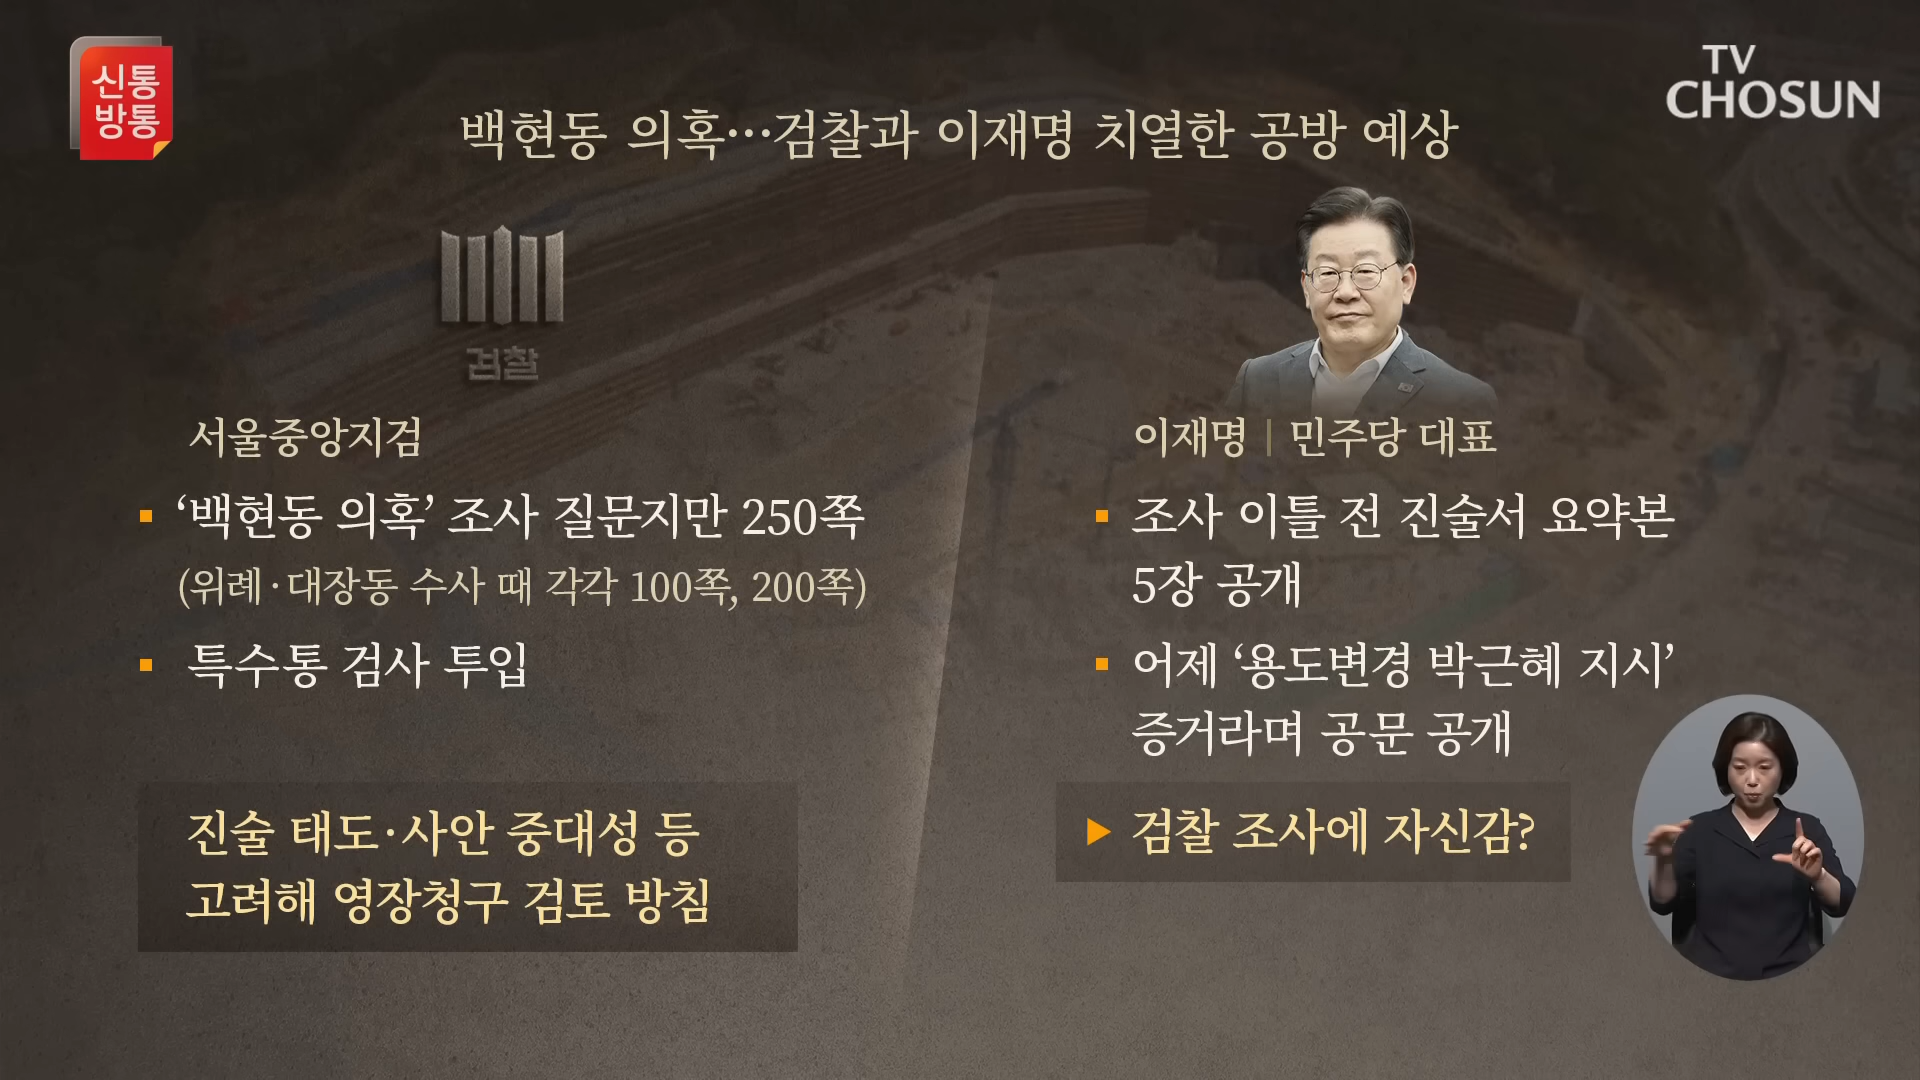 신통
방통
TV
CHOSUN
백현동 의혹…검찰과 이재명 치열한 공방 예상
검찰
서울중앙지검
‘백현동 의혹’ 조사 질문지만 250쪽
(위례·대장동 수사 때 각각 100쪽, 200쪽)
특수통 검사 투입
진술 태도·사안 중대성 등
고려해 영장청구 검토 방침
이재명 | 민주당 대표
조사 이틀 전 진술서 요약본
5장 공개
어제 ‘용도변경 박근혜 지시’
증거라며 공문 공개
▶ 검찰 조사에 자신감?